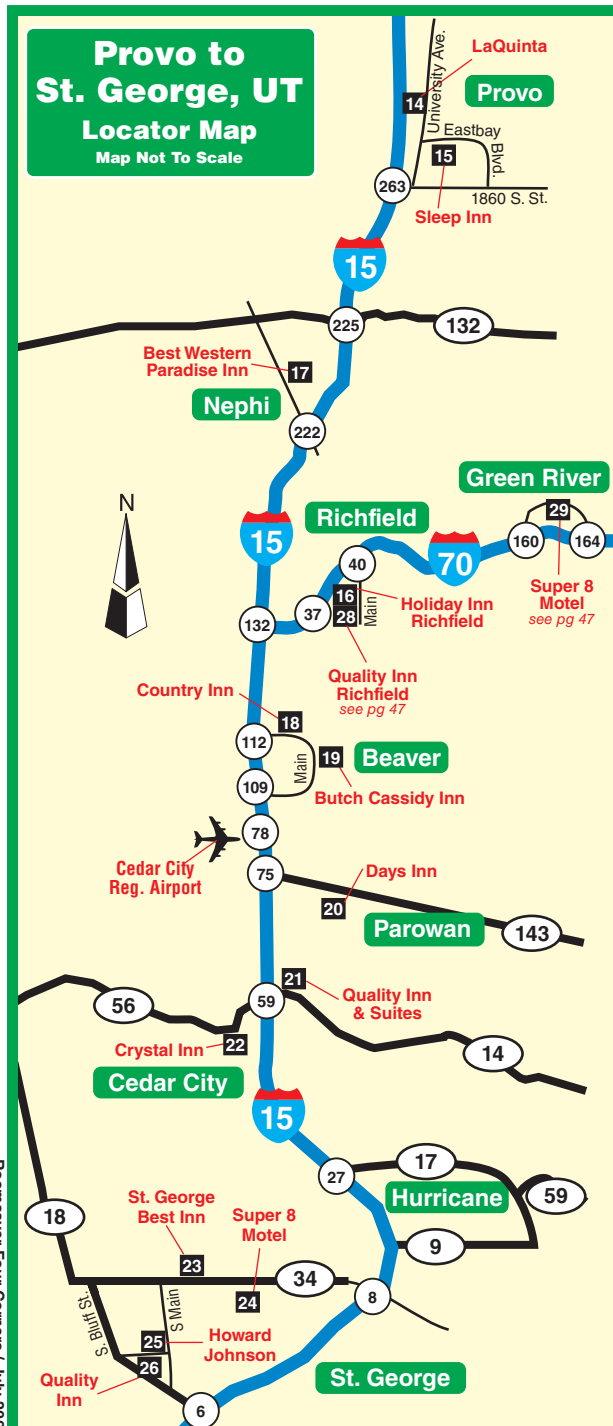 Provo to
St. George, UT
Locator Map
Map Not To Scale
LaQuinta
14
University Ave.
Provo
Eastbay
Blvd.
15
263
1860 S. St.
Sleep Inn
15
225
132
Best Western
Paradise Inn
17
Nephi
222
N
Green River
29
Richfield
15
70
160
164
40
Super 8
Motel
see pg 47
16
Main
Holiday Inn
Richfield
37
28
132
Quality Inn
Richfield
see pg 47
Country Inn
18
112
Main
19
Beaver
109
Butch Cassidy Inn
78
Cedar City
Reg. Airport
75
Days Inn
20
Parowan
143
21
Quality Inn
& Suites
56
59
Crystal Inn
22
14
Cedar City
15
17
27
Hurricane
59
18
St. George
Best Inn
Super 8
Motel
9
23
34
24
8
S. Bluff St.
S Main
25
Howard
Johnson
26
Quality
Inn
St. George
6